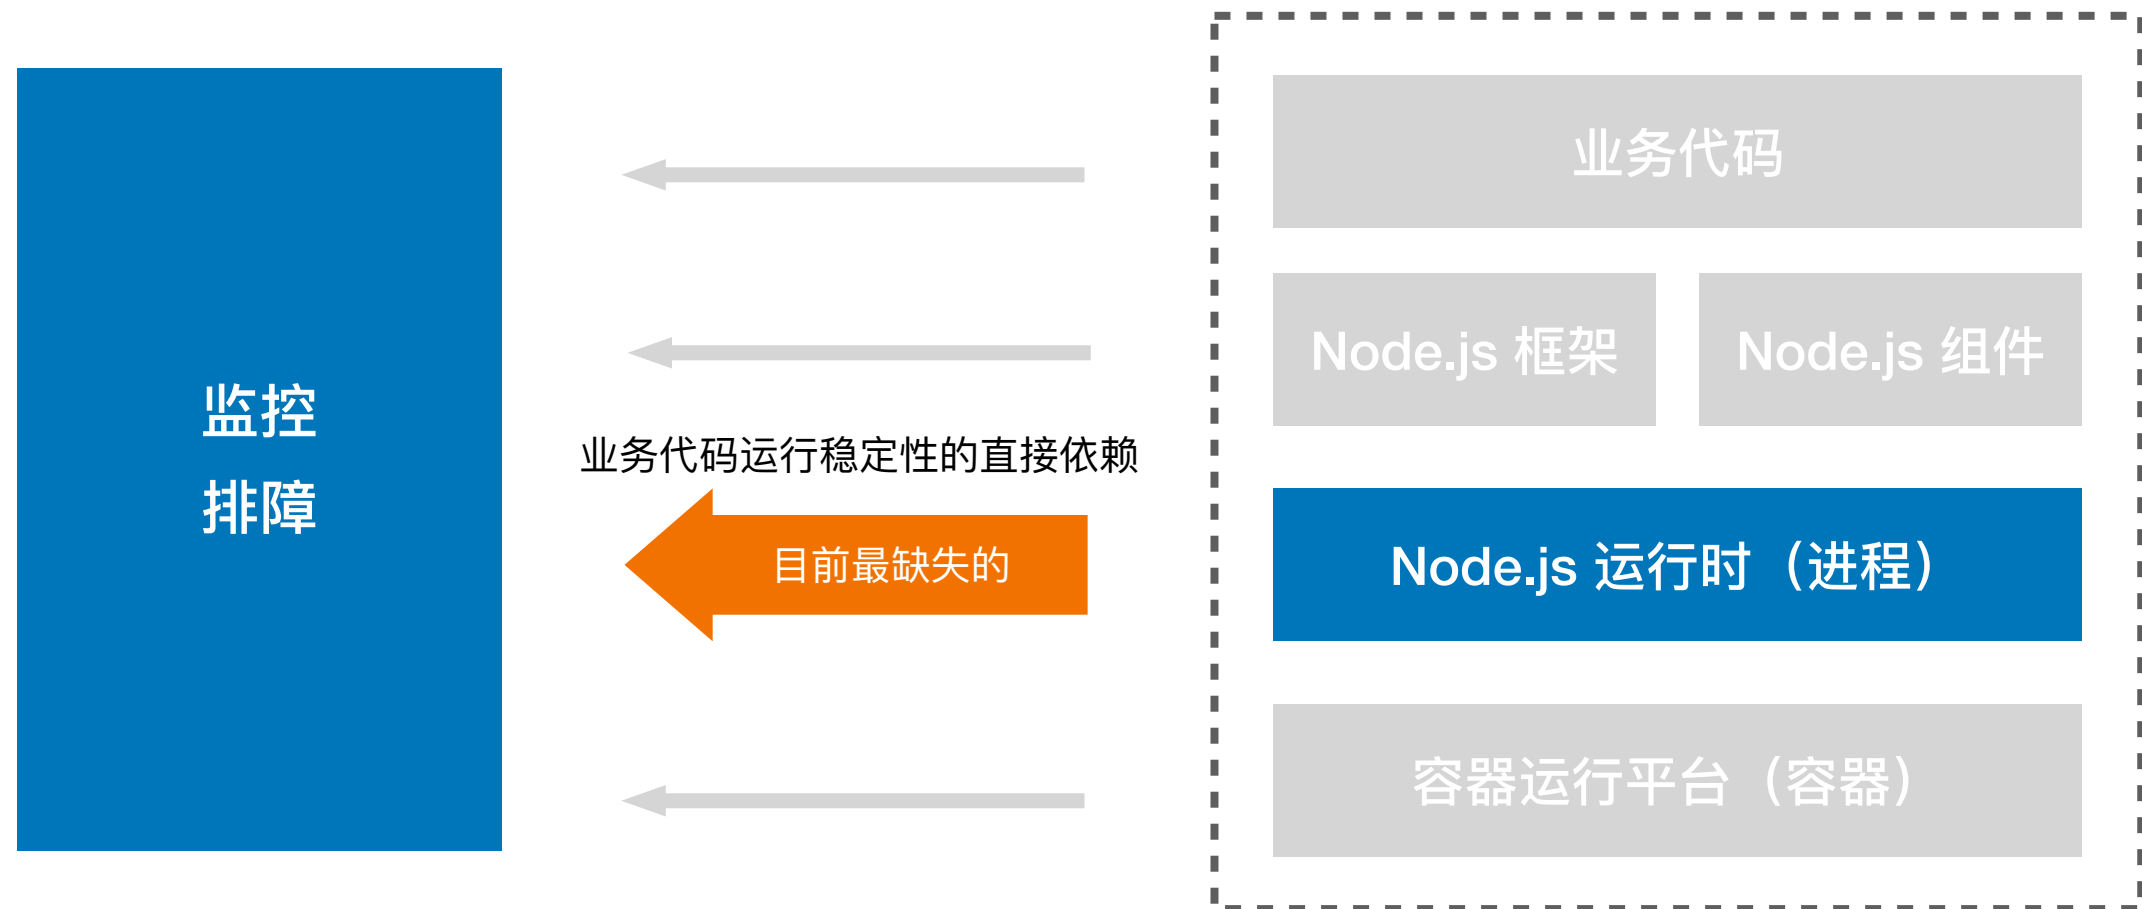 监控
排障
业务代码运行稳定性的直接依赖
目前最缺失的
业务代码
Node.js 框架
Node.js 组件
Node.js 运行时（进程）
容器运行平台（容器）